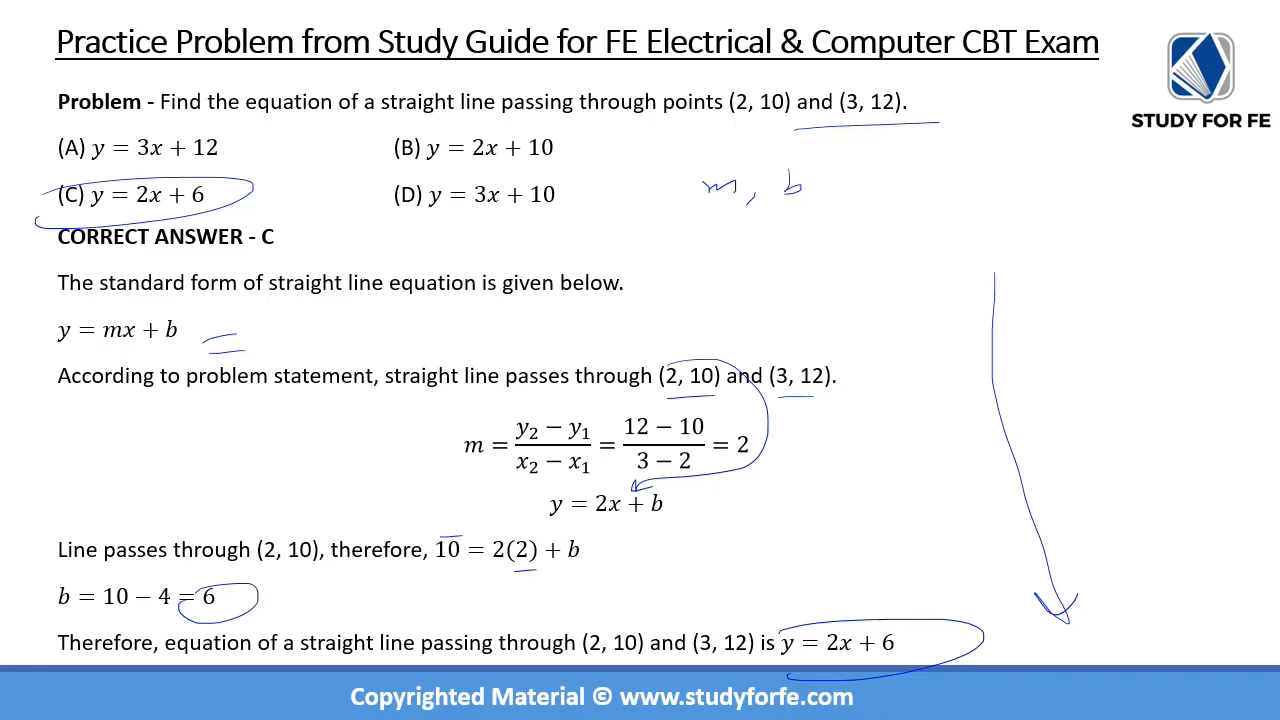 Practice Problem from Study Guide for FE Electrical & Computer CBT Exam
STUDY FOR FE
Problem - Find the equation of a straight line passing through points (2, 10) and (3, 12).
(A) y = 3x + 12
(B) y = 2x + 10
(C) y = 2x + 6
(D) y = 3x + 10
m, b
CORRECT ANSWER - C
The standard form of straight line equation is given below.
y = mx + b
According to problem statement, straight line passes through (2, 10) and (3, 12).
m = (y₂ − y₁)/(x₂ − x₁) = (12 − 10)/(3 − 2) = 2
y = 2x + b
Line passes through (2, 10), therefore, 10 = 2(2) + b
b = 10 − 4 = 6
Therefore, equation of a straight line passing through (2, 10) and (3, 12) is y = 2x + 6
Copyrighted Material © www.studyforfe.com